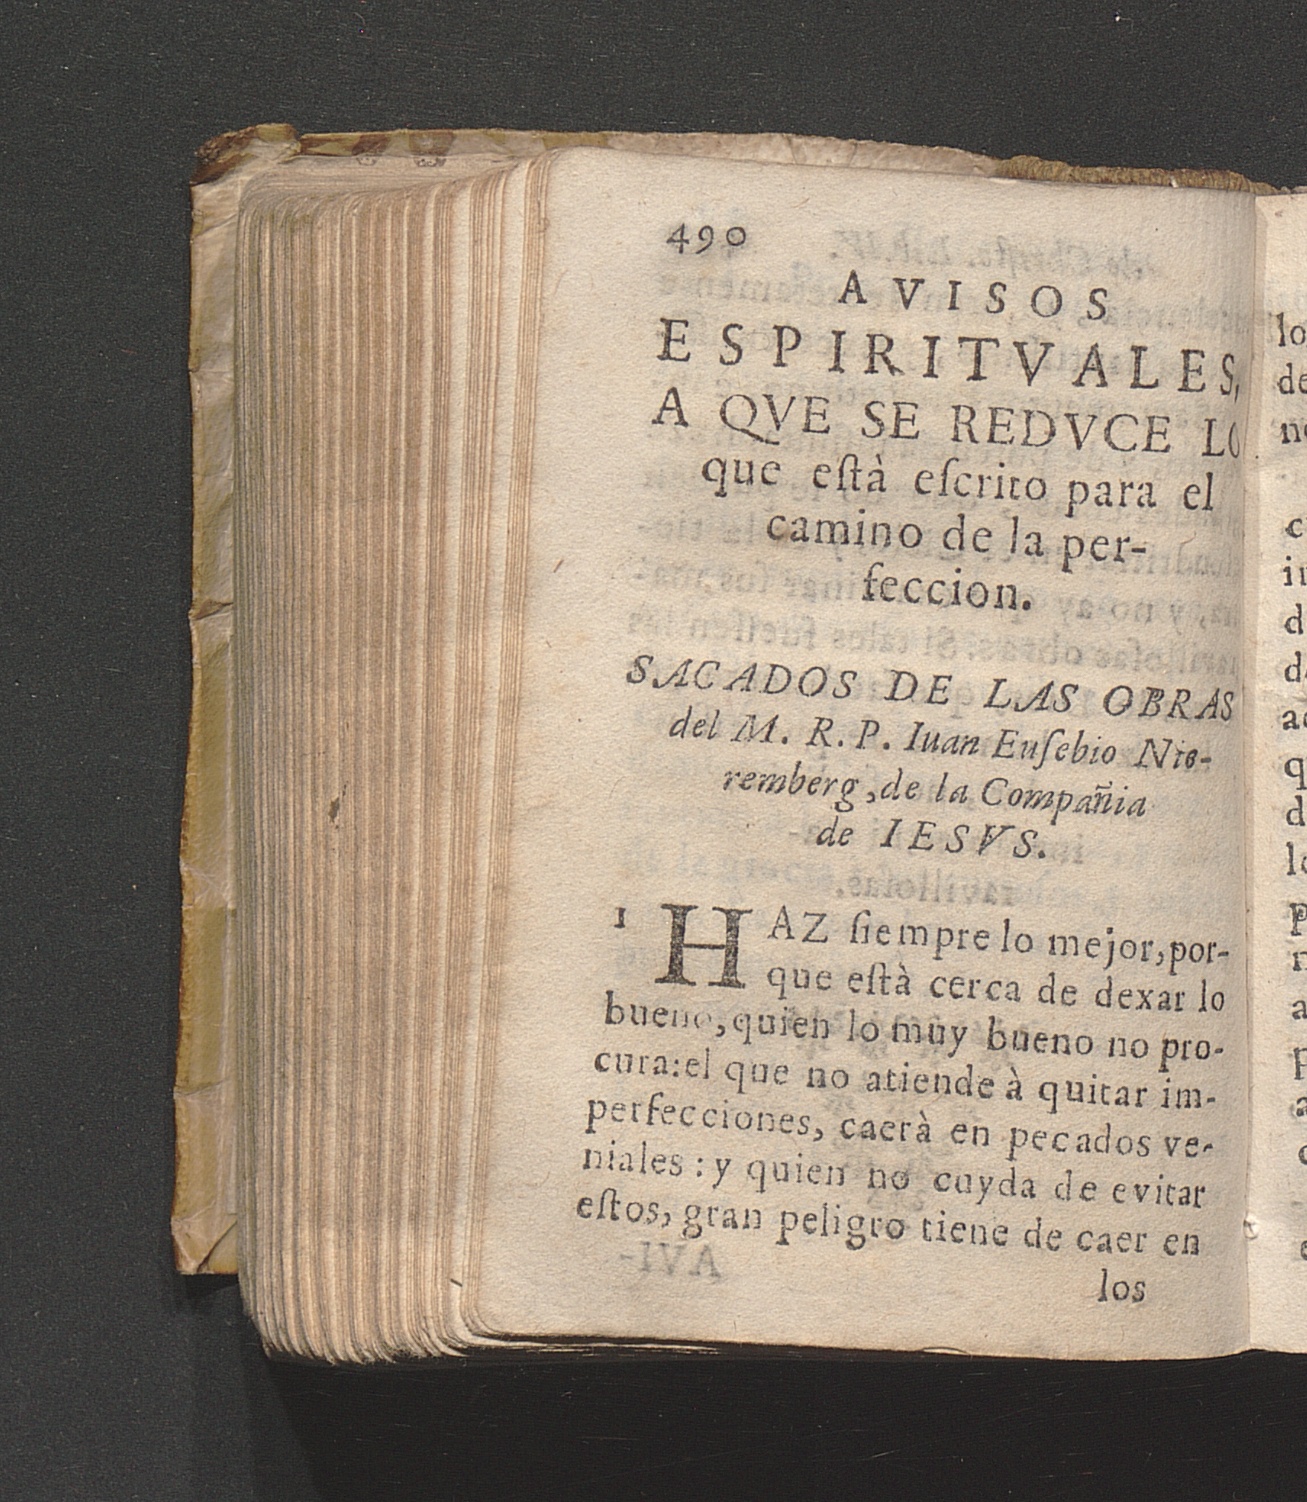 490
AVISOS
ESPIRITVALES,
A QVE SE REDVCE LO
que eſtà eſcrito para el
camino de la per-
feccion.
SACADOS DE LAS OBRAS
del M. R. P. Iuan Euſebio Nie-
remberg, de la Compañia
de IESVS.
1 HAZ ſiempre lo mejor, por-
que eſtà cerca de dexar lo
bueno, quien lo muy bueno no pro-
cura: el que no atiende à quitar im-
perfecciones, caerà en pecados ve-
niales: y quien no cuyda de evitar
eſtos, gran peligro tiene de caer en
los